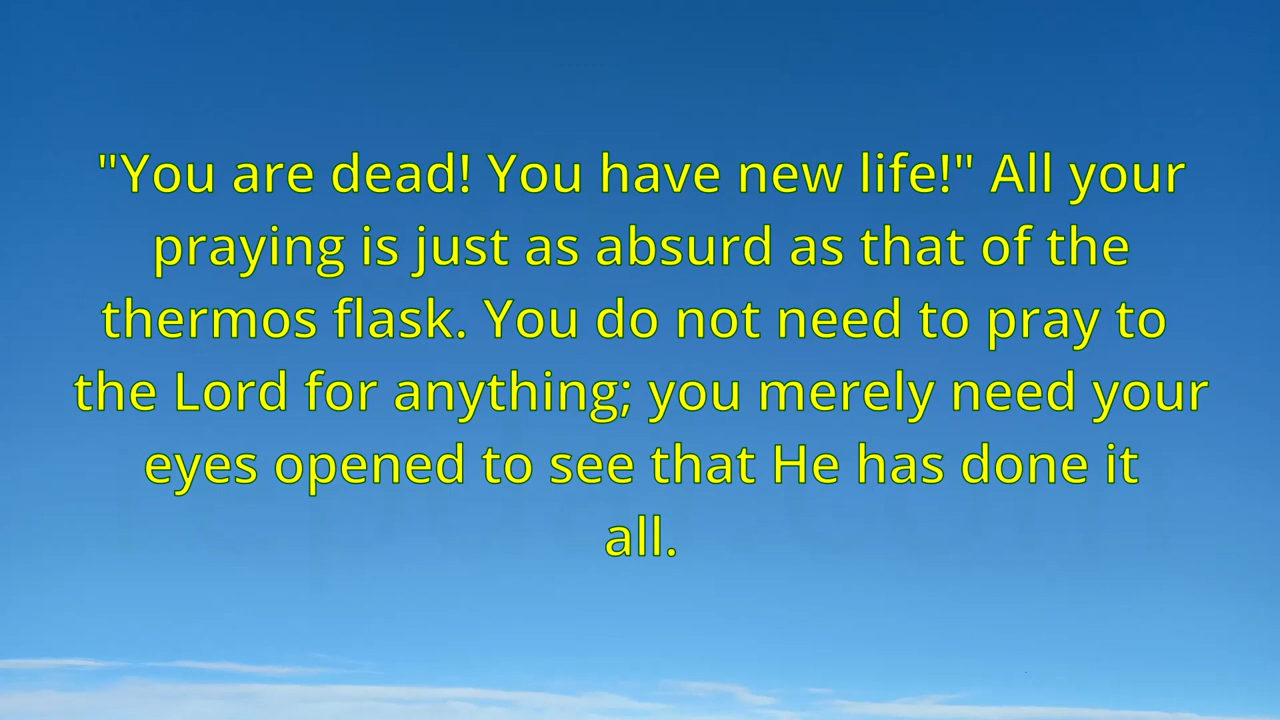 "You are dead! You have new life!" All your
praying is just as absurd as that of the
thermos flask. You do not need to pray to
the Lord for anything; you merely need your
eyes opened to see that He has done it
all.